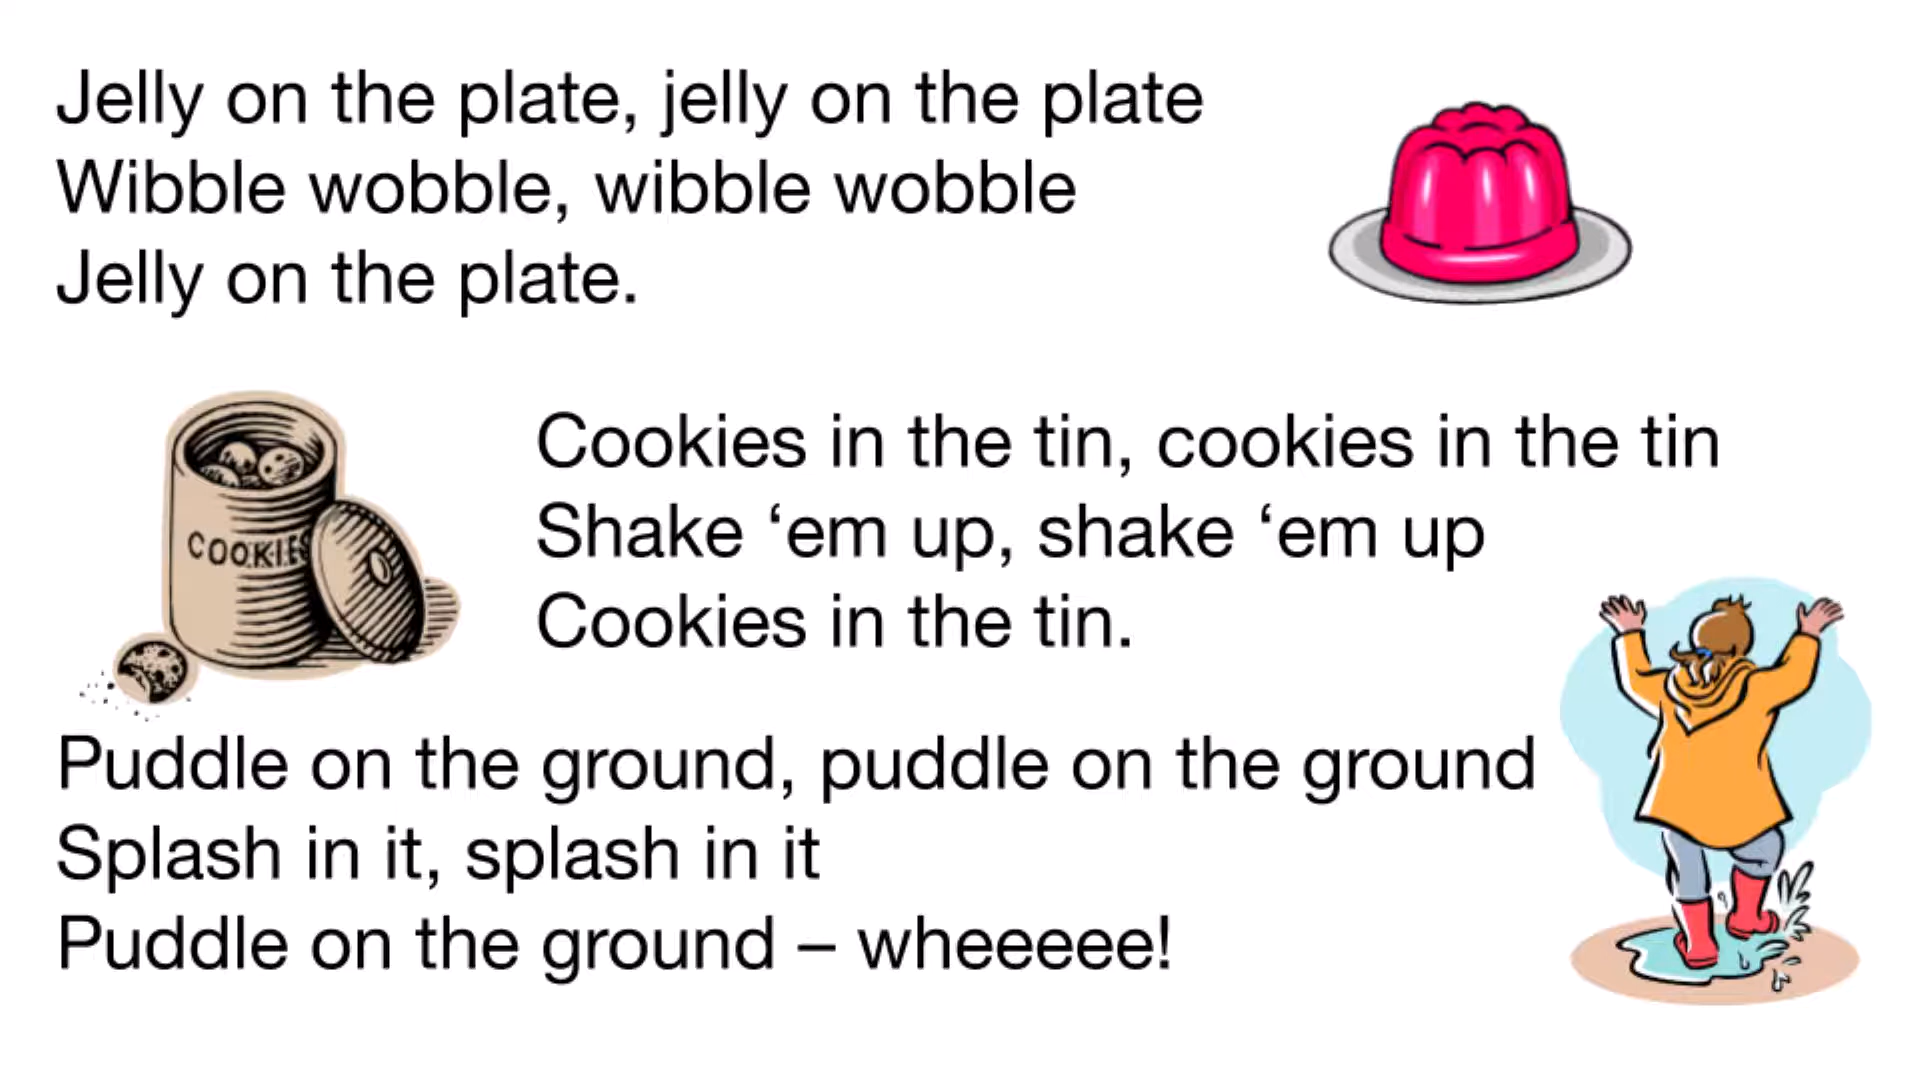 Jelly on the plate, jelly on the plate
Wibble wobble, wibble wobble
Jelly on the plate.
COOKIES
Cookies in the tin, cookies in the tin
Shake ‘em up, shake ‘em up
Cookies in the tin.
Puddle on the ground, puddle on the ground
Splash in it, splash in it
Puddle on the ground – wheeeee!